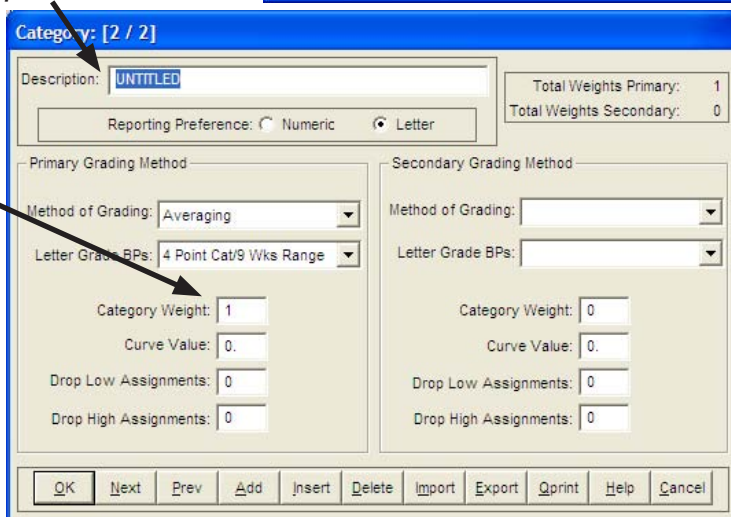 Category: [2 / 2]
Description: UNTITLED
Total Weights Primary: 1
Total Weights Secondary: 0
Reporting Preference: Numeric Letter
Primary Grading Method
Secondary Grading Method
Method of Grading: Averaging
Method of Grading:
Letter Grade BPs: 4 Point Cat/9 Wks Range
Letter Grade BPs:
Category Weight: 1
Category Weight: 0
Curve Value: 0.
Curve Value: 0.
Drop Low Assignments: 0
Drop Low Assignments: 0
Drop High Assignments: 0
Drop High Assignments: 0
OK Next Prev Add Insert Delete Import Export Qprint Help Cancel